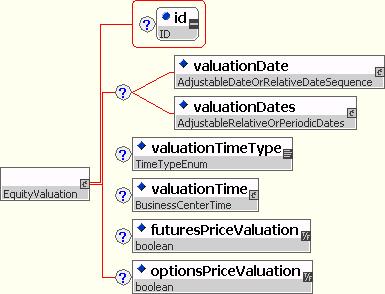 id
ID
valuationDate
AdjustableDateOrRelativeDateSequence
valuationDates
AdjustableRelativeOrPeriodicDates
valuationTimeType
TimeTypeEnum
EquityValuation
valuationTime
BusinessCenterTime
futuresPriceValuation
boolean
optionsPriceValuation
boolean